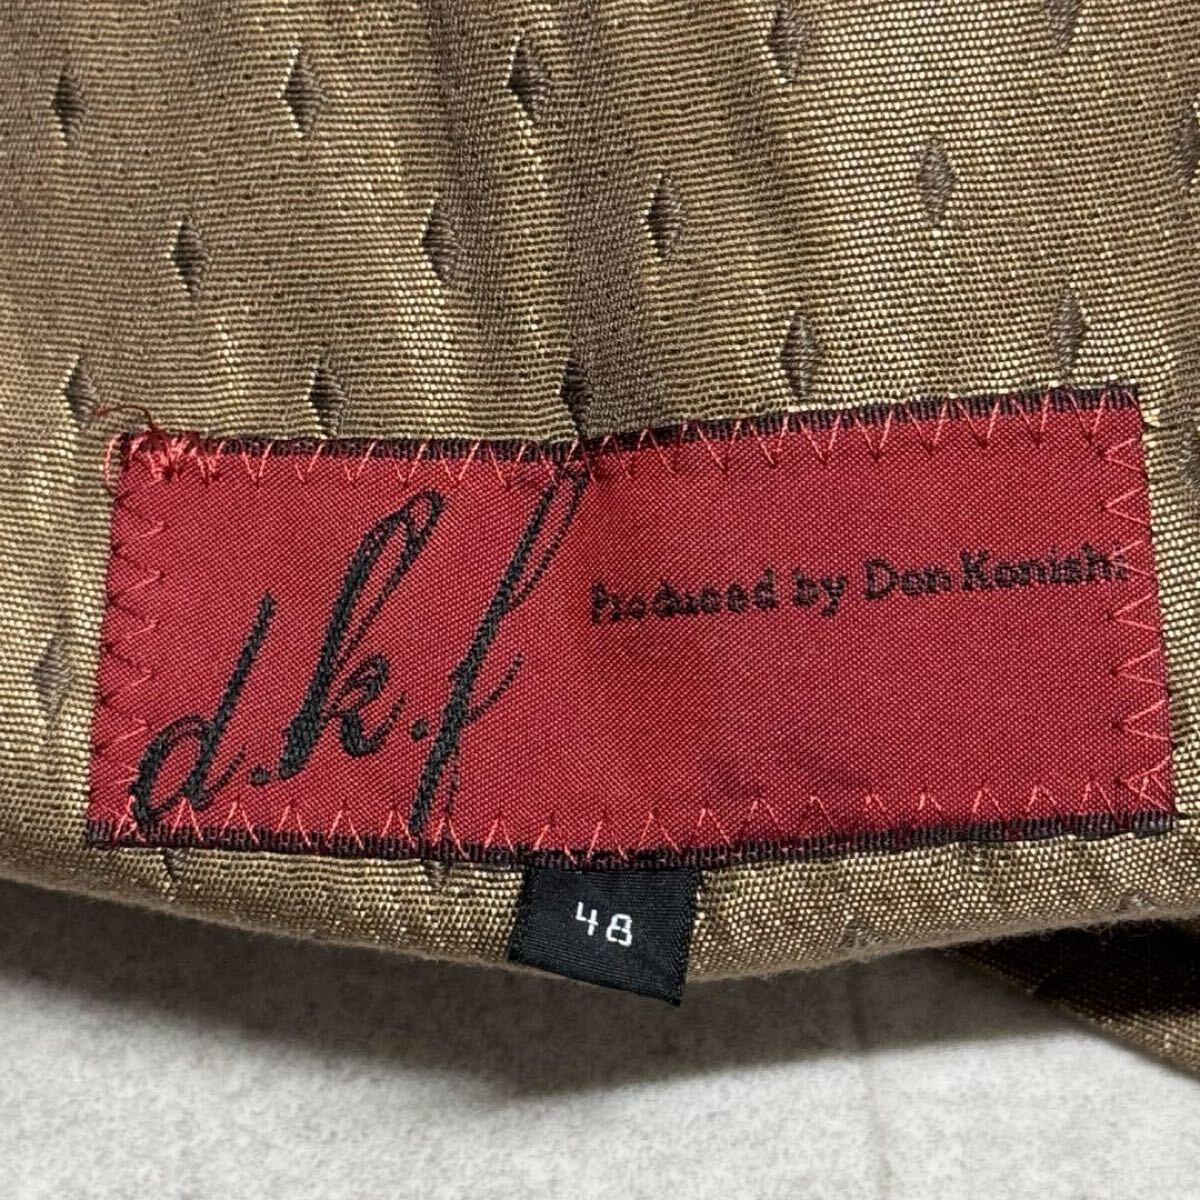 d.k.f
Produced by Don Konishi
48